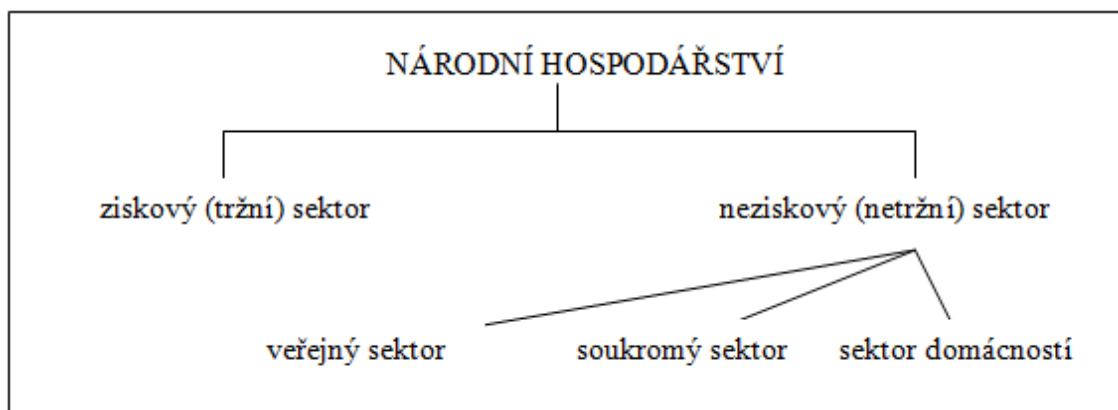 NÁRODNÍ HOSPODÁŘSTVÍ
ziskový (tržní) sektor
neziskový (netržní) sektor
veřejný sektor
soukromý sektor
sektor domácností